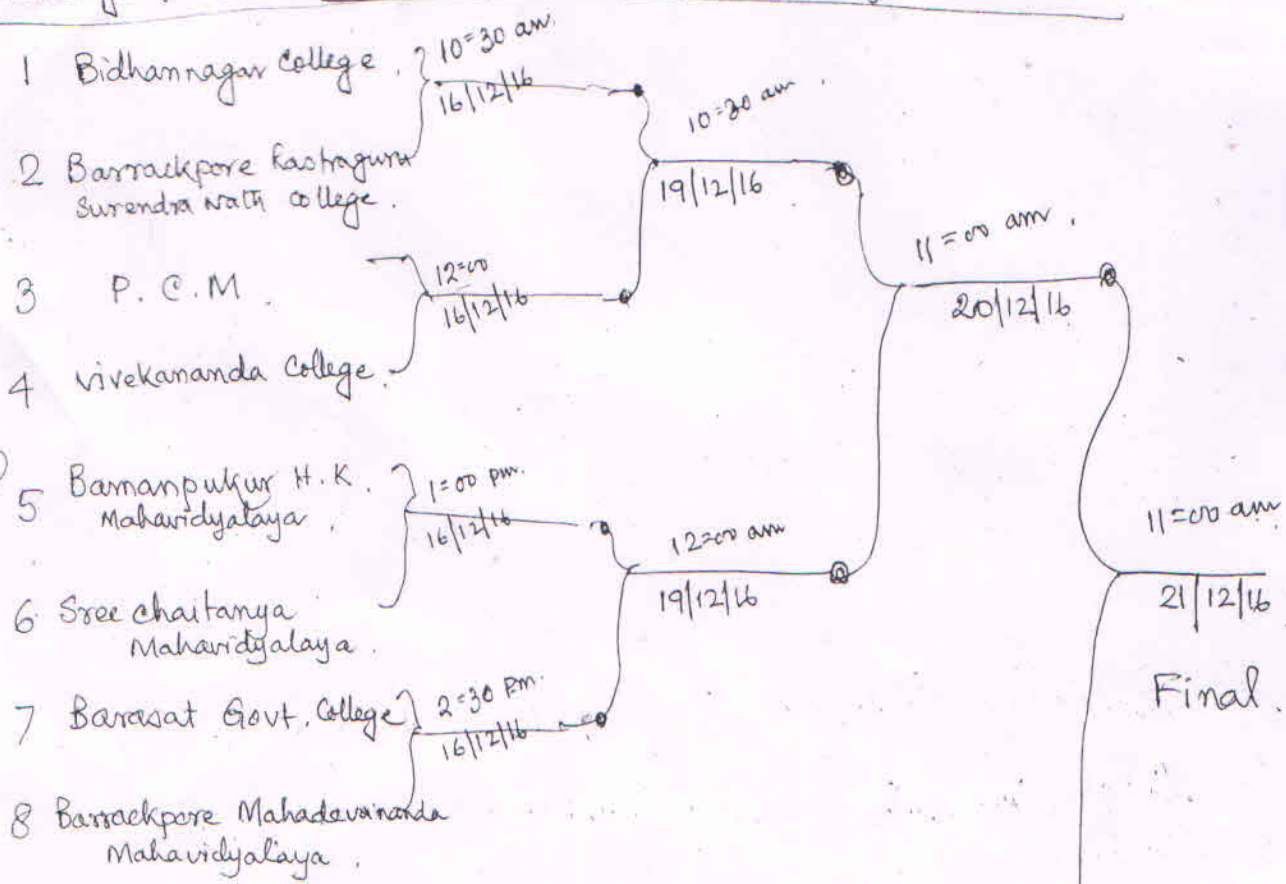 1 Bidhannagar College.
10=30 am.
16/12/16
2 Barrackpore Rastraguru
Surendra Nath College.
10=30 am.
19/12/16
3 P. C. M.
12=00
16/12/16
4 Vivekananda College.
11=00 am.
20/12/16
5 Bamanpukur H. K.
Mahavidyalaya.
1=00 pm.
16/12/16
6 Sree Chaitanya
Mahavidyalaya.
12=00 am
19/12/16
7 Barasat Govt. College
2=30 pm.
16/12/16
8 Barrackpore Mahadevananda
Mahavidyalaya.
11=00 am
21/12/16
Final.